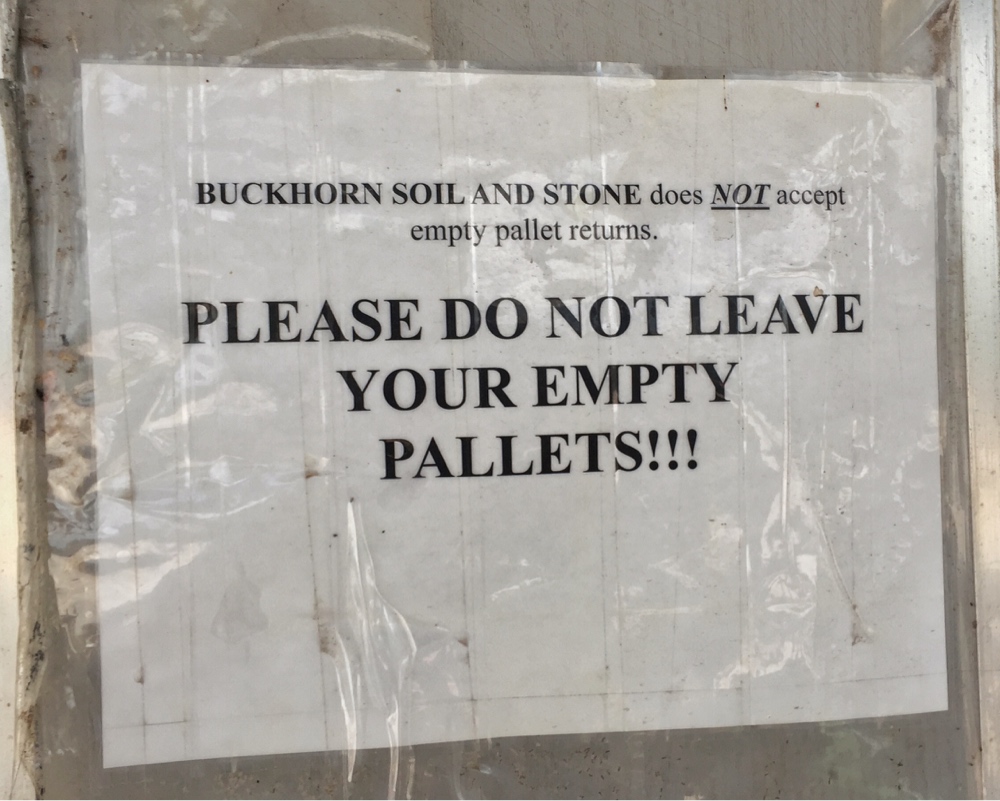 BUCKHORN SOIL AND STONE does NOT accept
empty pallet returns.
PLEASE DO NOT LEAVE
YOUR EMPTY
PALLETS!!!